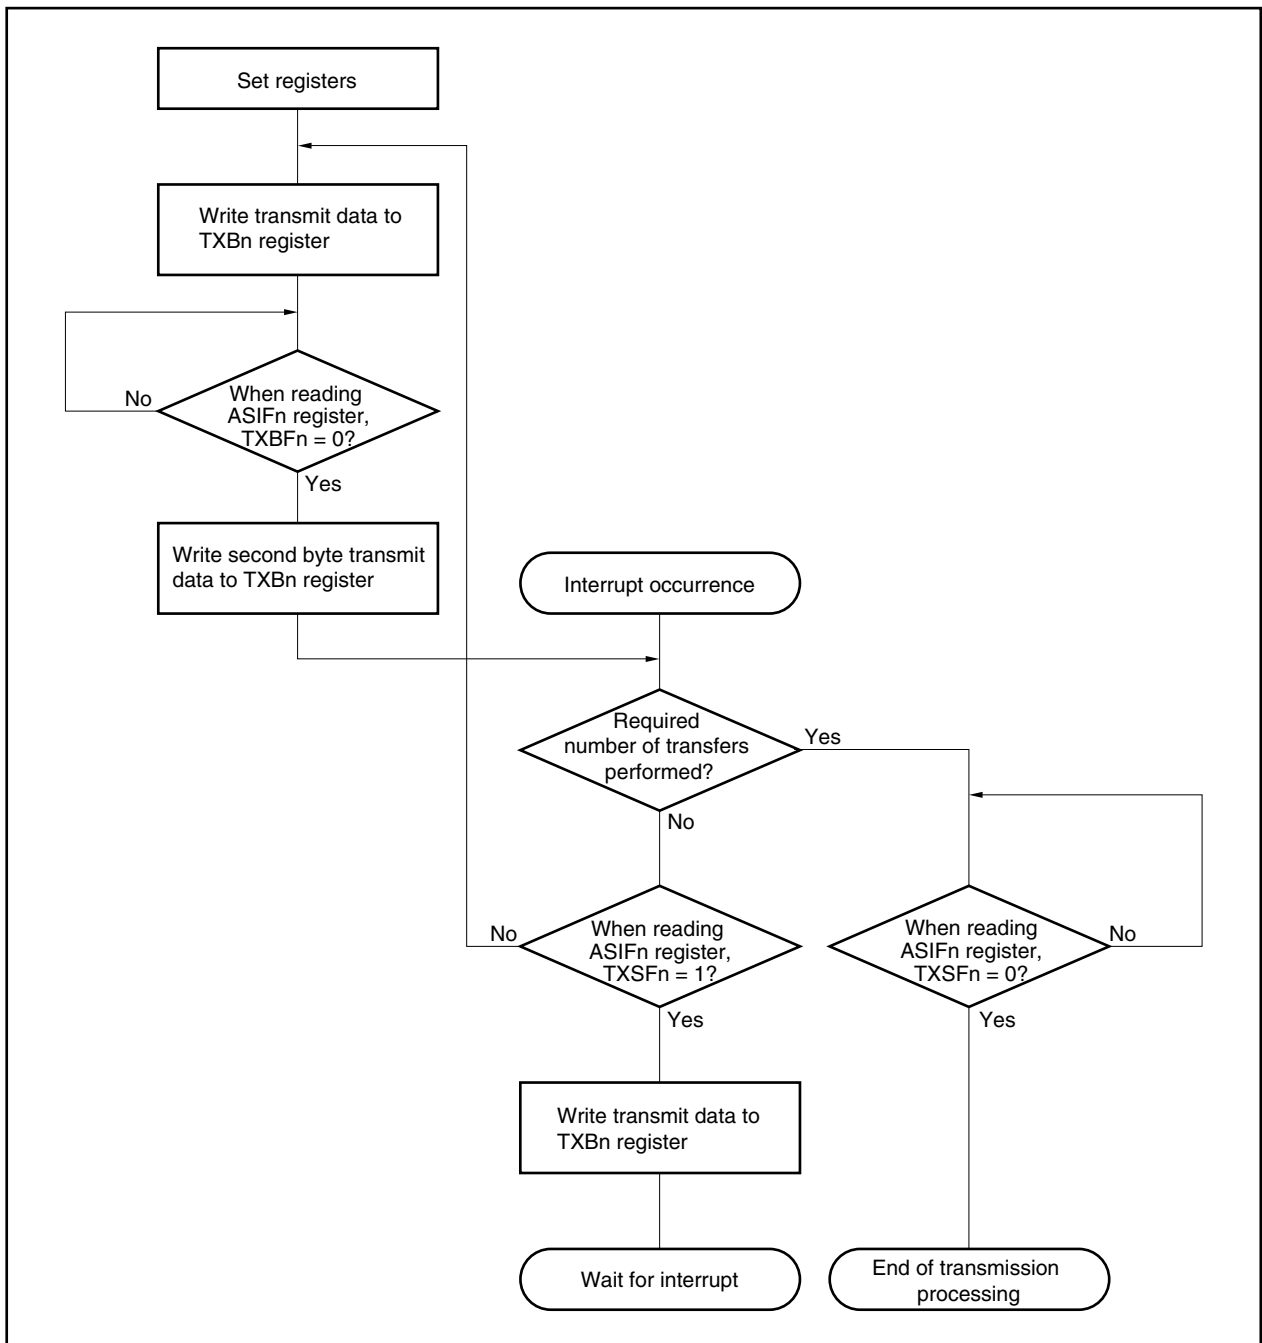 Set registers
Write transmit data to
TXBn register
No
When reading
ASIFn register,
TXBFn = 0?
Yes
Write second byte transmit
data to TXBn register
Interrupt occurrence
Required
number of transfers
performed?
Yes
No
No
When reading
ASIFn register,
TXSFn = 1?
Yes
When reading
ASIFn register,
TXSFn = 0?
No
Yes
Write transmit data to
TXBn register
Wait for interrupt
End of transmission
processing